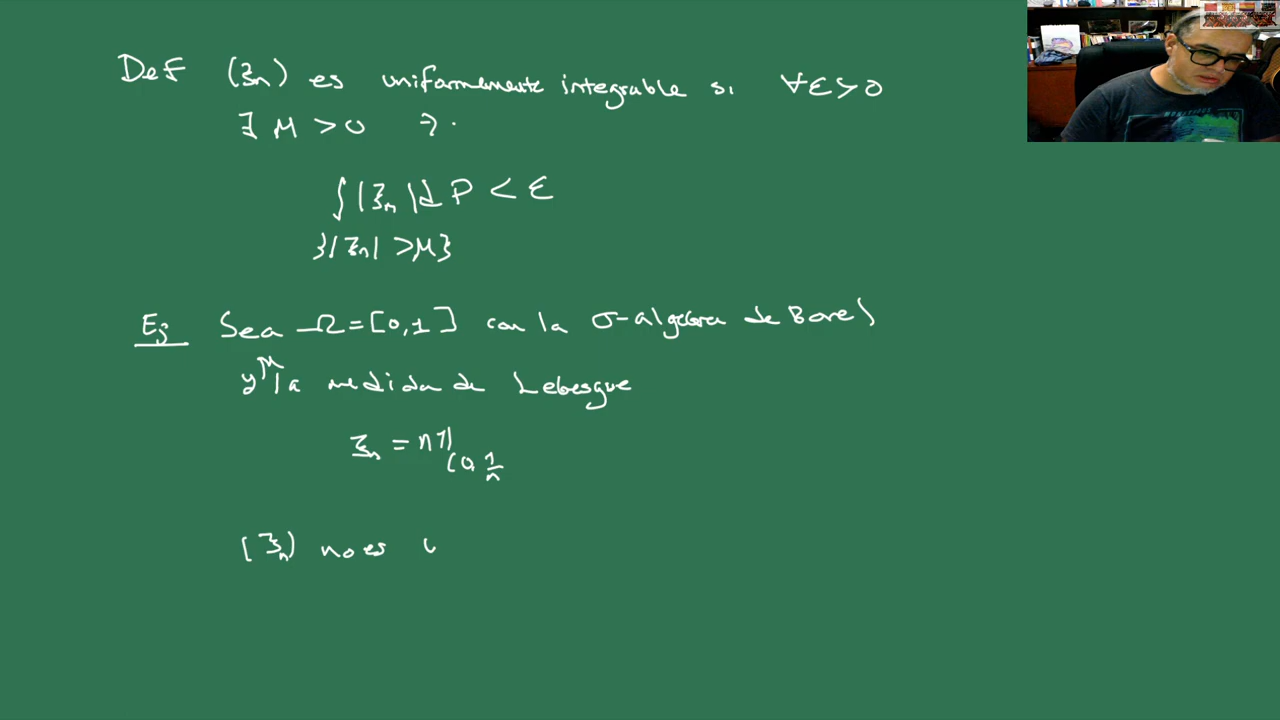 Def (ξn) es uniformemente integrable si ∀ε>0
∃ M > 0 ∋.
∫|ξn|dP < ε
{|ξn| >M}
Ej Sea Ω=[0,1] con la σ-algebra de Borel
y la medida de Lebesgue
ξn = n𝟙(0, 1/n
(ξn) no es u